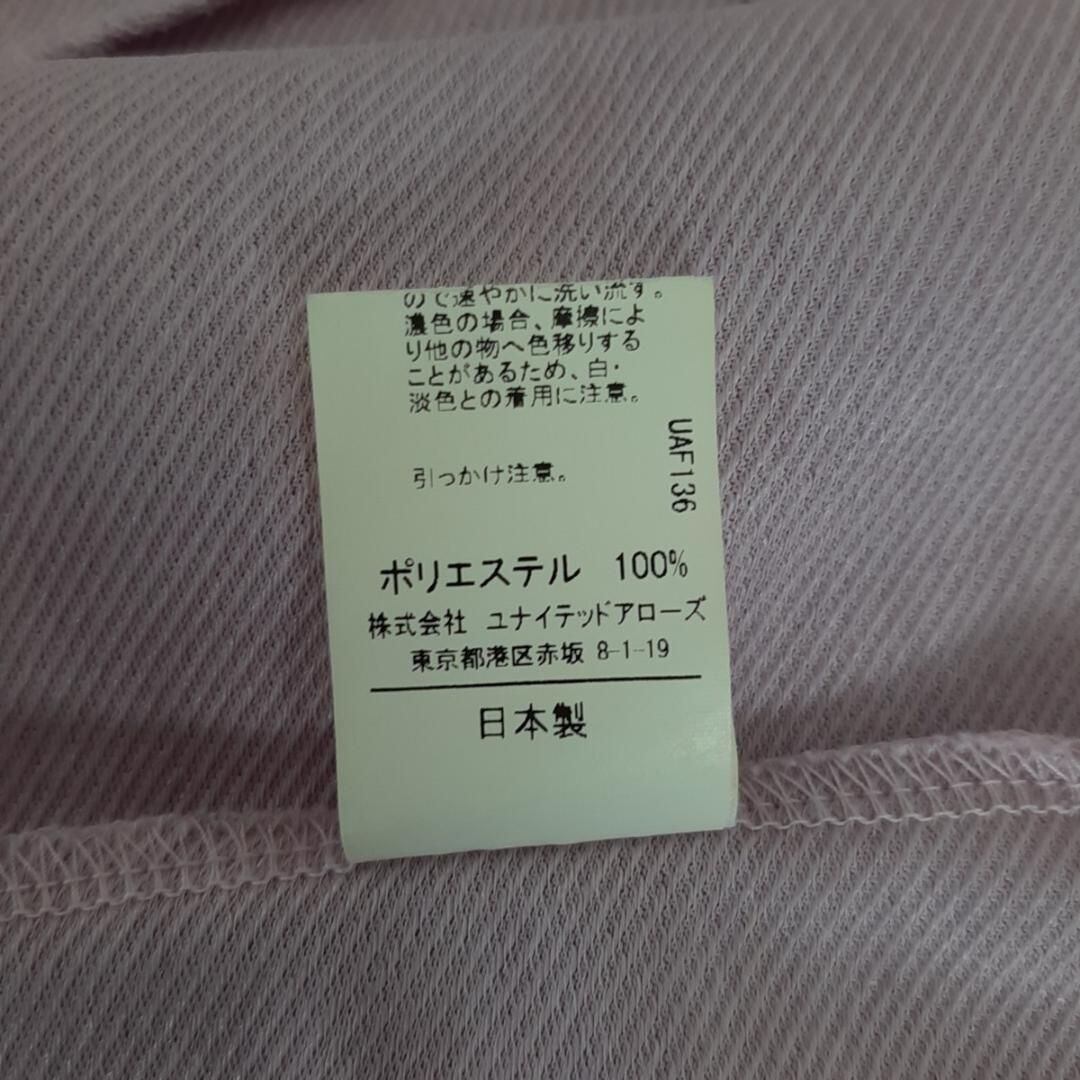 ので速やかに洗い流す。
濃色の場合、摩擦によ
り他の物へ色移りする
ことがあるため、白・
淡色との着用に注意。
引っかけ注意。
UAF136
ポリエステル 100%
株式会社 ユナイテッドアローズ
東京都港区赤坂 8-1-19
日本製